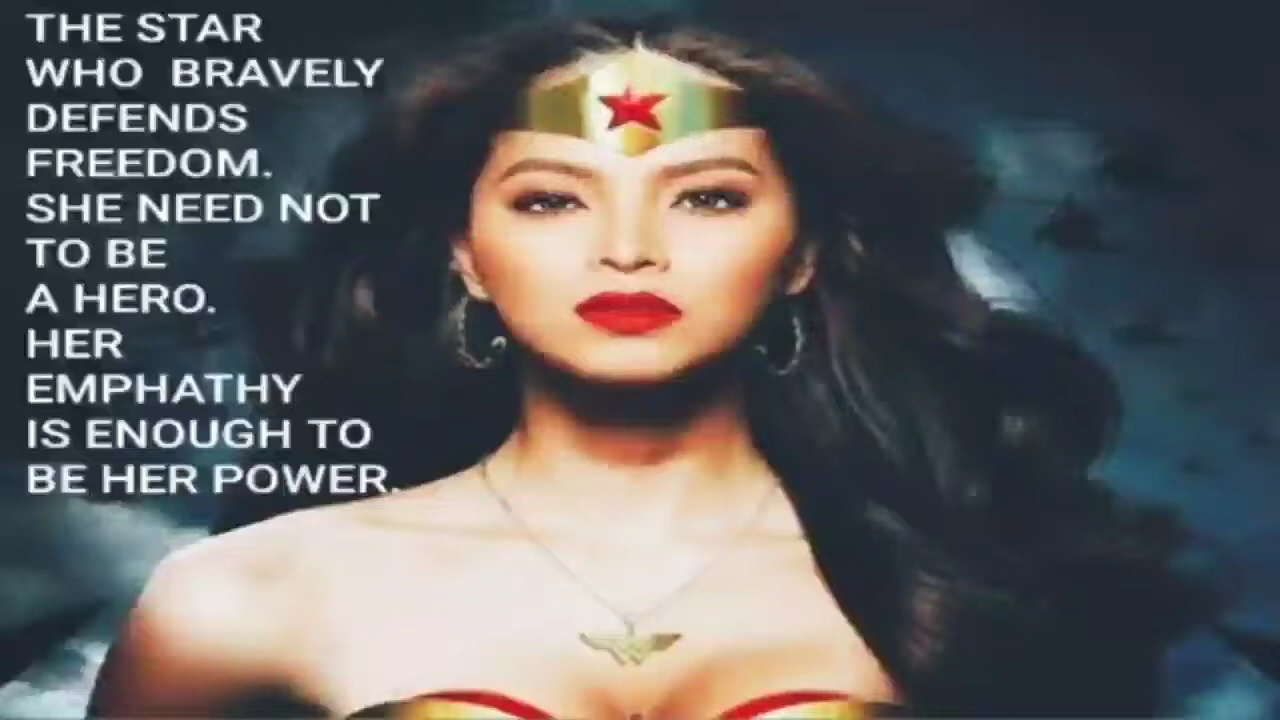 THE STAR
WHO BRAVELY
DEFENDS
FREEDOM.
SHE NEED NOT
TO BE
A HERO.
HER
EMPHATHY
IS ENOUGH TO
BE HER POWER.